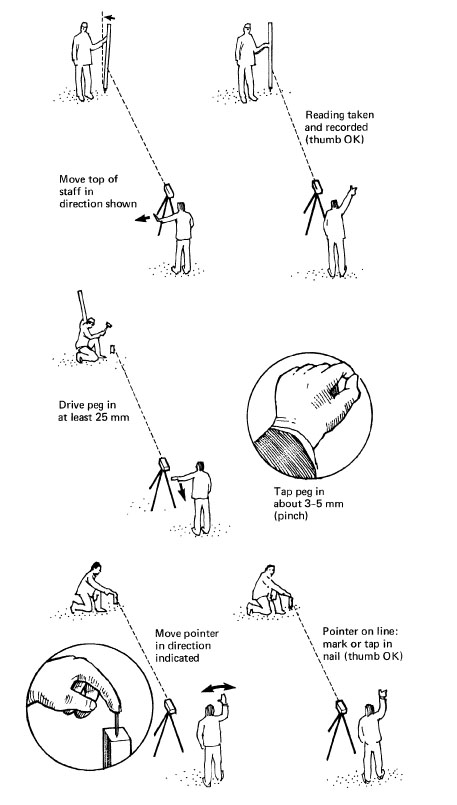 Reading taken
and recorded
(thumb OK)
Move top of
staff in
direction shown
Drive peg in
at least 25 mm
Tap peg in
about 3–5 mm
(pinch)
Move pointer
in direction
indicated
Pointer on line:
mark or tap in
nail (thumb OK)